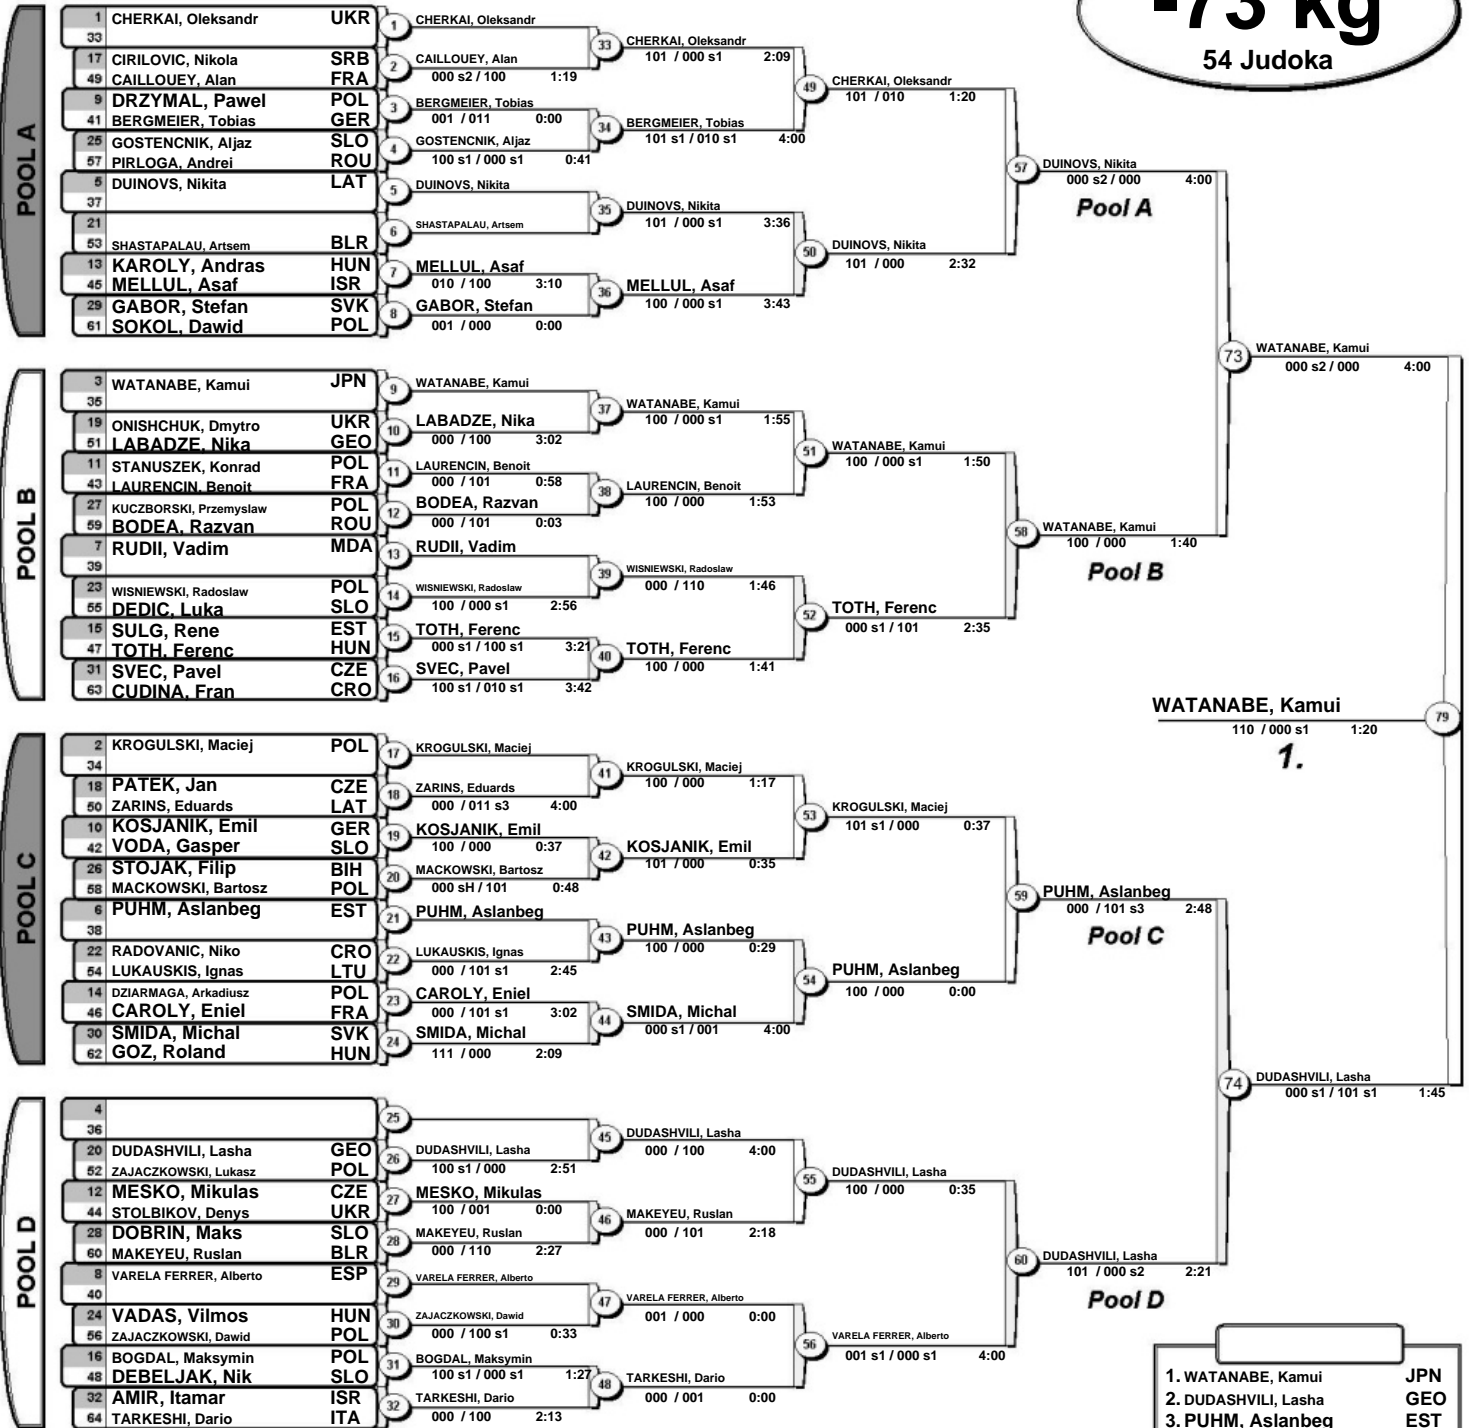 -73 kg
54 Judoka
POOL A
1 CHERKAI, Oleksandr UKR
33
17 CIRILOVIC, Nikola SRB
49 CAILLOUEY, Alan FRA
9 DRZYMAL, Pawel POL
41 BERGMEIER, Tobias GER
25 GOSTENCNIK, Aljaz SLO
57 PIRLOGA, Andrei ROU
5 DUINOVS, Nikita LAT
37
21
53 SHASTAPALAU, Artsem BLR
13 KAROLY, Andras HUN
45 MELLUL, Asaf ISR
29 GABOR, Stefan SVK
61 SOKOL, Dawid POL
1 CHERKAI, Oleksandr
2 CAILLOUEY, Alan
000 s2 / 100 1:19
3 BERGMEIER, Tobias
001 / 011 0:00
4 GOSTENCNIK, Aljaz
100 s1 / 000 s1 0:41
5 DUINOVS, Nikita
6 SHASTAPALAU, Artsem
7 MELLUL, Asaf
010 / 100 3:10
8 GABOR, Stefan
001 / 000 0:00
33 CHERKAI, Oleksandr
101 / 000 s1 2:09
34 BERGMEIER, Tobias
101 s1 / 010 s1 4:00
35 DUINOVS, Nikita
101 / 000 s1 3:36
36 MELLUL, Asaf
100 / 000 s1 3:43
49 CHERKAI, Oleksandr
101 / 010 1:20
50 DUINOVS, Nikita
101 / 000 2:32
57 DUINOVS, Nikita
000 s2 / 000 4:00
Pool A
POOL B
3 WATANABE, Kamui JPN
35
19 ONISHCHUK, Dmytro UKR
51 LABADZE, Nika GEO
11 STANUSZEK, Konrad POL
43 LAURENCIN, Benoit FRA
27 KUCZBORSKI, Przemyslaw POL
59 BODEA, Razvan ROU
7 RUDII, Vadim MDA
39
23 WISNIEWSKI, Radoslaw POL
55 DEDIC, Luka SLO
15 SULG, Rene EST
47 TOTH, Ferenc HUN
31 SVEC, Pavel CZE
63 CUDINA, Fran CRO
9 WATANABE, Kamui
10 LABADZE, Nika
000 / 100 3:02
11 LAURENCIN, Benoit
000 / 101 0:58
12 BODEA, Razvan
000 / 101 0:03
13 RUDII, Vadim
14 WISNIEWSKI, Radoslaw
100 / 000 s1 2:56
15 TOTH, Ferenc
000 s1 / 100 s1 3:21
16 SVEC, Pavel
100 s1 / 010 s1 3:42
37 WATANABE, Kamui
100 / 000 s1 1:55
38 LAURENCIN, Benoit
100 / 000 1:53
39 WISNIEWSKI, Radoslaw
000 / 110 1:46
40 TOTH, Ferenc
100 / 000 1:41
51 WATANABE, Kamui
100 / 000 s1 1:50
52 TOTH, Ferenc
000 s1 / 101 2:35
58 WATANABE, Kamui
100 / 000 1:40
Pool B
73 WATANABE, Kamui
000 s2 / 000 4:00
WATANABE, Kamui 79
110 / 000 s1 1:20
1.
POOL C
2 KROGULSKI, Maciej POL
34
18 PATEK, Jan CZE
50 ZARINS, Eduards LAT
10 KOSJANIK, Emil GER
42 VODA, Gasper SLO
26 STOJAK, Filip BIH
58 MACKOWSKI, Bartosz POL
6 PUHM, Aslanbeg EST
38
22 RADOVANIC, Niko CRO
54 LUKAUSKIS, Ignas LTU
14 DZIARMAGA, Arkadiusz POL
46 CAROLY, Eniel FRA
30 SMIDA, Michal SVK
62 GOZ, Roland HUN
17 KROGULSKI, Maciej
18 ZARINS, Eduards
000 / 011 s3 4:00
19 KOSJANIK, Emil
100 / 000 0:37
20 MACKOWSKI, Bartosz
000 sH / 101 0:48
21 PUHM, Aslanbeg
22 LUKAUSKIS, Ignas
000 / 101 s1 2:45
23 CAROLY, Eniel
000 / 101 s1 3:02
24 SMIDA, Michal
111 / 000 2:09
41 KROGULSKI, Maciej
100 / 000 1:17
42 KOSJANIK, Emil
101 / 000 0:35
43 PUHM, Aslanbeg
100 / 000 0:29
44 SMIDA, Michal
000 s1 / 001 4:00
53 KROGULSKI, Maciej
101 s1 / 000 0:37
54 PUHM, Aslanbeg
100 / 000 0:00
59 PUHM, Aslanbeg
000 / 101 s3 2:48
Pool C
74 DUDASHVILI, Lasha
000 s1 / 101 s1 1:45
POOL D
4
36
20 DUDASHVILI, Lasha GEO
52 ZAJACZKOWSKI, Lukasz POL
12 MESKO, Mikulas CZE
44 STOLBIKOV, Denys UKR
28 DOBRIN, Maks SLO
60 MAKEYEU, Ruslan BLR
8 VARELA FERRER, Alberto ESP
40
24 VADAS, Vilmos HUN
56 ZAJACZKOWSKI, Dawid POL
16 BOGDAL, Maksymin POL
48 DEBELJAK, Nik SLO
32 AMIR, Itamar ISR
64 TARKESHI, Dario ITA
25
26 DUDASHVILI, Lasha
100 s1 / 000 2:51
27 MESKO, Mikulas
100 / 001 0:00
28 MAKEYEU, Ruslan
000 / 110 2:27
29 VARELA FERRER, Alberto
30 ZAJACZKOWSKI, Dawid
000 / 100 s1 0:33
31 BOGDAL, Maksymin
100 s1 / 000 s1 1:27
32 TARKESHI, Dario
000 / 100 2:13
45 DUDASHVILI, Lasha
000 / 100 4:00
46 MAKEYEU, Ruslan
000 / 101 2:18
47 VARELA FERRER, Alberto
001 / 000 0:00
48 TARKESHI, Dario
000 / 001 0:00
55 DUDASHVILI, Lasha
100 / 000 0:35
56 VARELA FERRER, Alberto
001 s1 / 000 s1 4:00
60 DUDASHVILI, Lasha
101 / 000 s2 2:21
Pool D
1. WATANABE, Kamui JPN
2. DUDASHVILI, Lasha GEO
3. PUHM, Aslanbeg EST